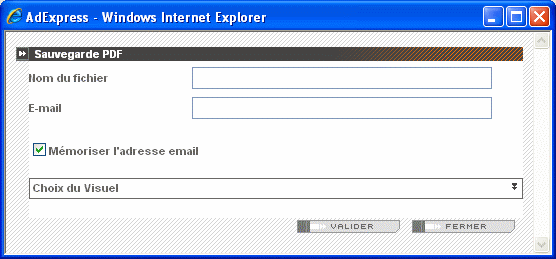 AdExpress - Windows Internet Explorer
Sauvegarde PDF
Nom du fichier
E-mail
Mémoriser l'adresse email
Choix du Visuel
VALIDER FERMER